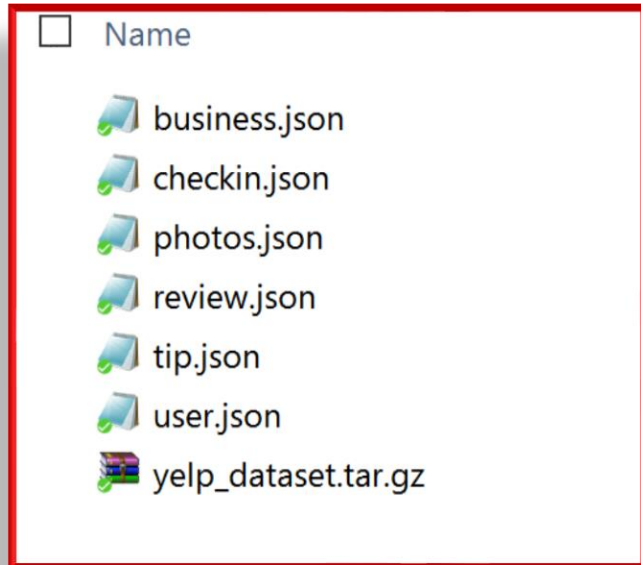 Name
business.json
checkin.json
photos.json
review.json
tip.json
user.json
yelp_dataset.tar.gz